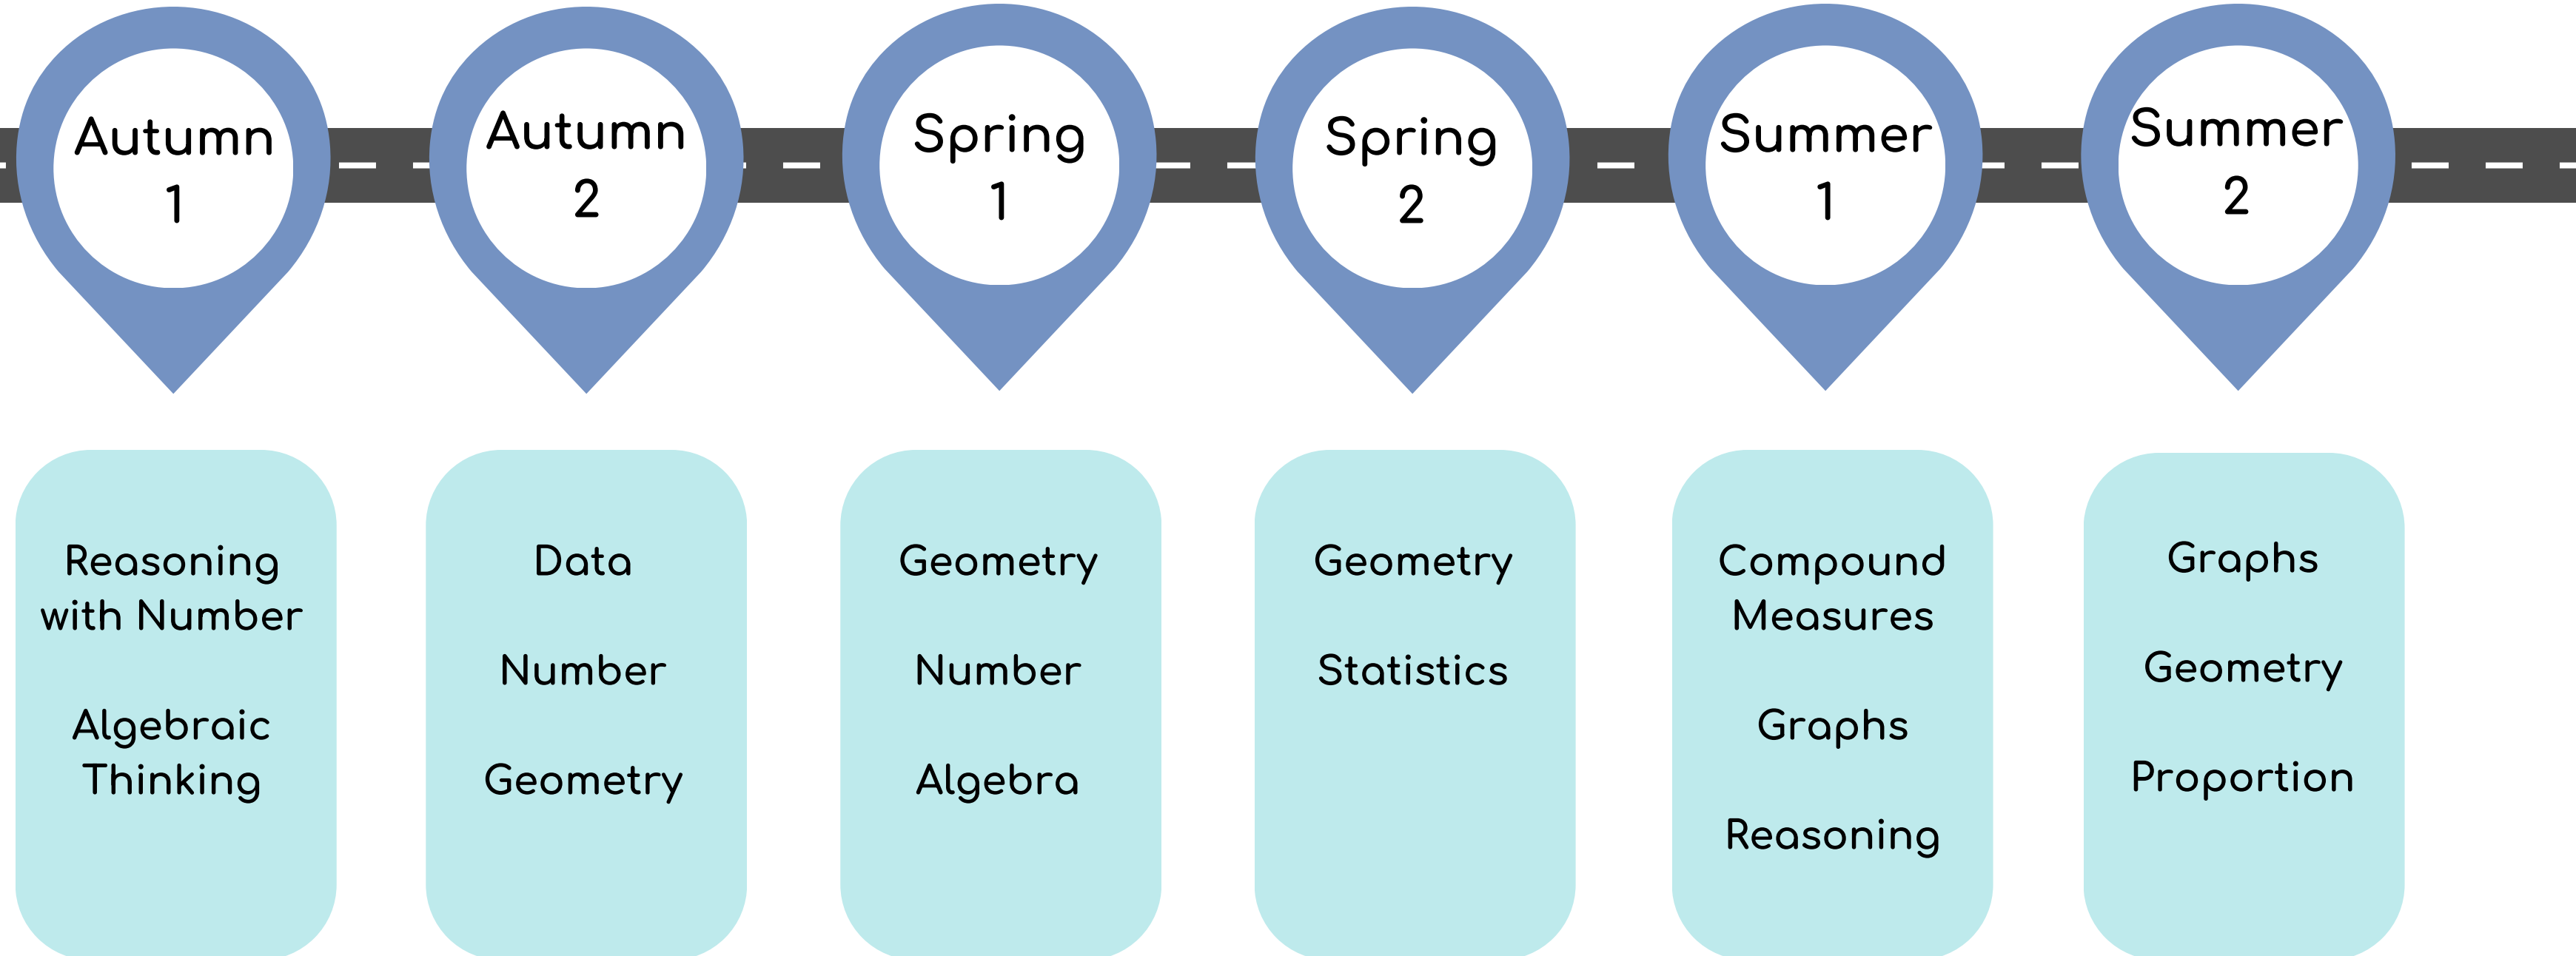 Autumn
1
Autumn
2
Spring
1
Spring
2
Summer
1
Summer
2
Reasoning
with Number
Algebraic
Thinking
Data
Number
Geometry
Geometry
Number
Algebra
Geometry
Statistics
Compound
Measures
Graphs
Reasoning
Graphs
Geometry
Proportion